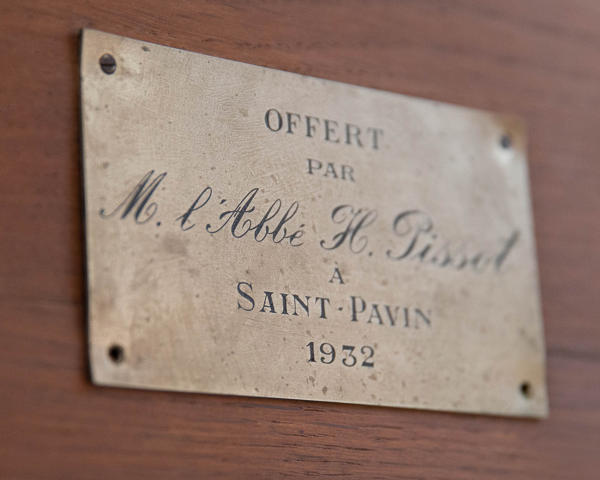 OFFERT
PAR
M. l'Abbé H. Pissot
À
SAINT-PAVIN
1932